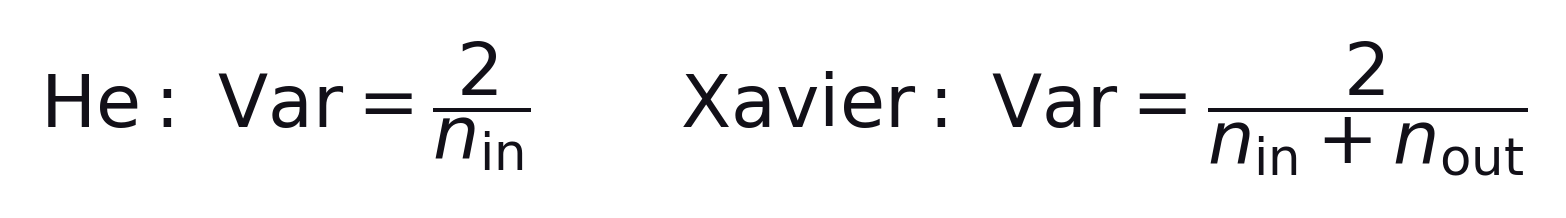 He : Var = 2/n_in    Xavier : Var = 2/(n_in + n_out)